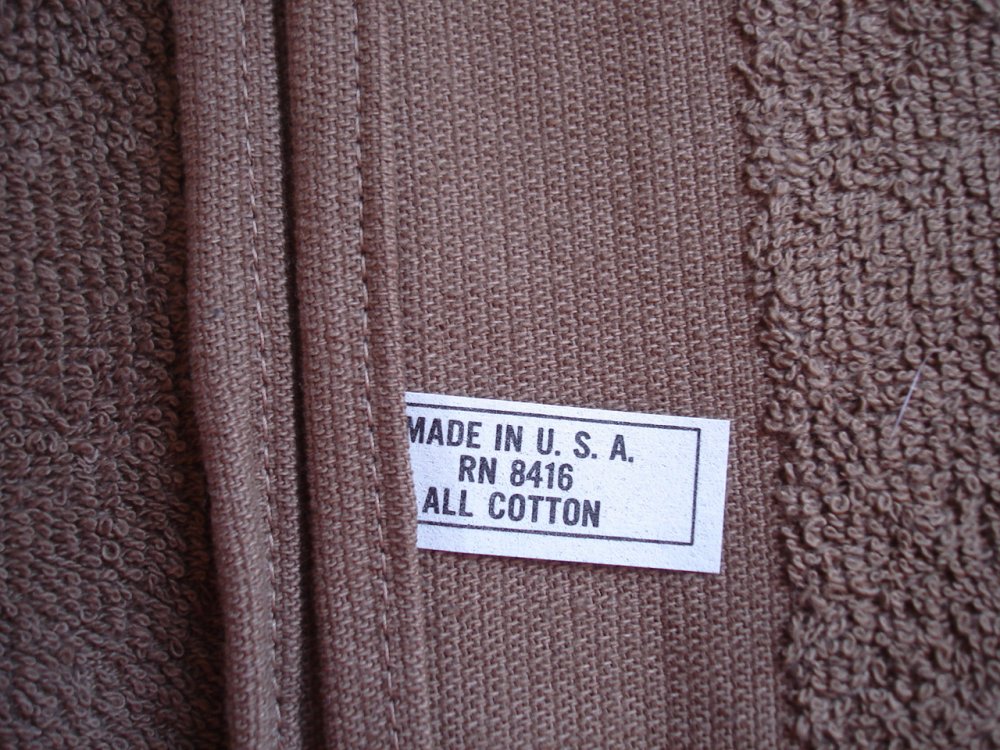 MADE IN U. S. A.
RN 8416
ALL COTTON